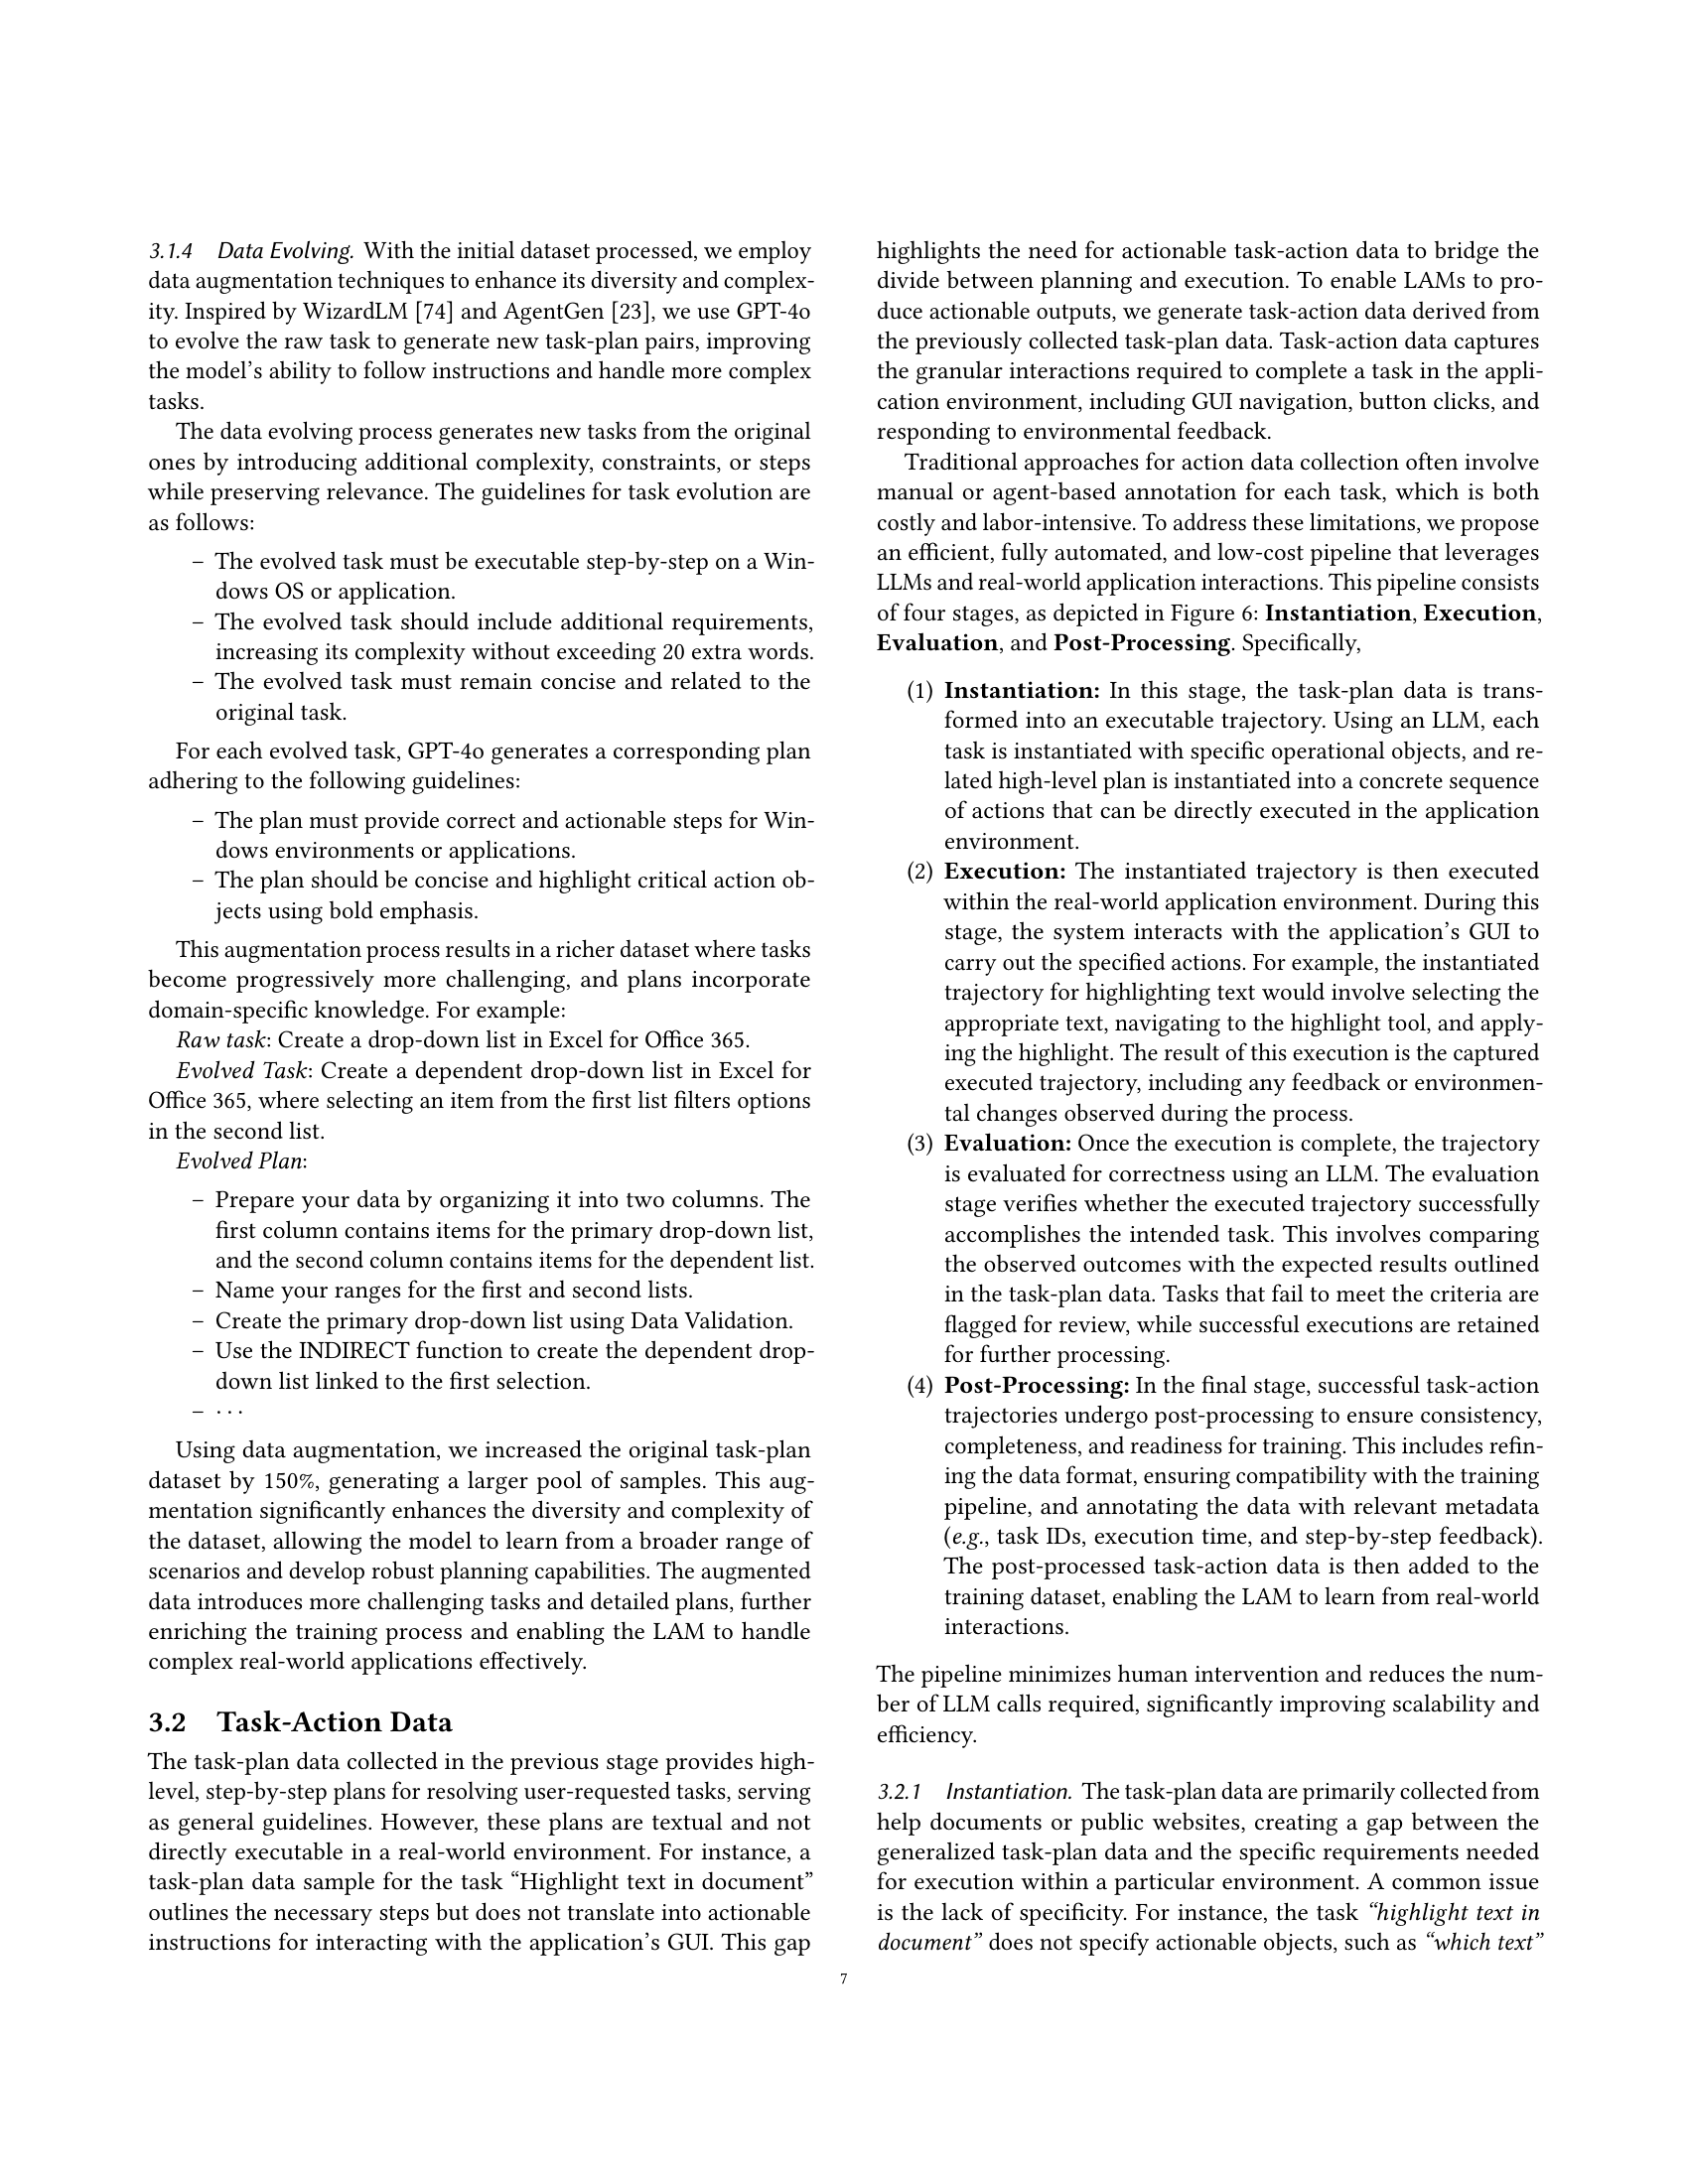 3.1.4 Data Evolving. With the initial dataset processed, we employ
data augmentation techniques to enhance its diversity and complex-
ity. Inspired by WizardLM [74] and AgentGen [23], we use GPT-4o
to evolve the raw task to generate new task-plan pairs, improving
the model's ability to follow instructions and handle more complex
tasks.
The data evolving process generates new tasks from the original
ones by introducing additional complexity, constraints, or steps
while preserving relevance. The guidelines for task evolution are
as follows:
– The evolved task must be executable step-by-step on a Win-
dows OS or application.
– The evolved task should include additional requirements,
increasing its complexity without exceeding 20 extra words.
– The evolved task must remain concise and related to the
original task.
For each evolved task, GPT-4o generates a corresponding plan
adhering to the following guidelines:
– The plan must provide correct and actionable steps for Win-
dows environments or applications.
– The plan should be concise and highlight critical action ob-
jects using bold emphasis.
This augmentation process results in a richer dataset where tasks
become progressively more challenging, and plans incorporate
domain-specific knowledge. For example:
Raw task: Create a drop-down list in Excel for Office 365.
Evolved Task: Create a dependent drop-down list in Excel for
Office 365, where selecting an item from the first list filters options
in the second list.
Evolved Plan:
– Prepare your data by organizing it into two columns. The
first column contains items for the primary drop-down list,
and the second column contains items for the dependent list.
– Name your ranges for the first and second lists.
– Create the primary drop-down list using Data Validation.
– Use the INDIRECT function to create the dependent drop-
down list linked to the first selection.
– · · ·
Using data augmentation, we increased the original task-plan
dataset by 150%, generating a larger pool of samples. This aug-
mentation significantly enhances the diversity and complexity of
the dataset, allowing the model to learn from a broader range of
scenarios and develop robust planning capabilities. The augmented
data introduces more challenging tasks and detailed plans, further
enriching the training process and enabling the LAM to handle
complex real-world applications effectively.
3.2 Task-Action Data
The task-plan data collected in the previous stage provides high-
level, step-by-step plans for resolving user-requested tasks, serving
as general guidelines. However, these plans are textual and not
directly executable in a real-world environment. For instance, a
task-plan data sample for the task “Highlight text in document”
outlines the necessary steps but does not translate into actionable
instructions for interacting with the application's GUI. This gap
highlights the need for actionable task-action data to bridge the
divide between planning and execution. To enable LAMs to pro-
duce actionable outputs, we generate task-action data derived from
the previously collected task-plan data. Task-action data captures
the granular interactions required to complete a task in the appli-
cation environment, including GUI navigation, button clicks, and
responding to environmental feedback.
Traditional approaches for action data collection often involve
manual or agent-based annotation for each task, which is both
costly and labor-intensive. To address these limitations, we propose
an efficient, fully automated, and low-cost pipeline that leverages
LLMs and real-world application interactions. This pipeline consists
of four stages, as depicted in Figure 6: Instantiation, Execution,
Evaluation, and Post-Processing. Specifically,
(1) Instantiation: In this stage, the task-plan data is trans-
formed into an executable trajectory. Using an LLM, each
task is instantiated with specific operational objects, and re-
lated high-level plan is instantiated into a concrete sequence
of actions that can be directly executed in the application
environment.
(2) Execution: The instantiated trajectory is then executed
within the real-world application environment. During this
stage, the system interacts with the application's GUI to
carry out the specified actions. For example, the instantiated
trajectory for highlighting text would involve selecting the
appropriate text, navigating to the highlight tool, and apply-
ing the highlight. The result of this execution is the captured
executed trajectory, including any feedback or environmen-
tal changes observed during the process.
(3) Evaluation: Once the execution is complete, the trajectory
is evaluated for correctness using an LLM. The evaluation
stage verifies whether the executed trajectory successfully
accomplishes the intended task. This involves comparing
the observed outcomes with the expected results outlined
in the task-plan data. Tasks that fail to meet the criteria are
flagged for review, while successful executions are retained
for further processing.
(4) Post-Processing: In the final stage, successful task-action
trajectories undergo post-processing to ensure consistency,
completeness, and readiness for training. This includes refin-
ing the data format, ensuring compatibility with the training
pipeline, and annotating the data with relevant metadata
(e.g., task IDs, execution time, and step-by-step feedback).
The post-processed task-action data is then added to the
training dataset, enabling the LAM to learn from real-world
interactions.
The pipeline minimizes human intervention and reduces the num-
ber of LLM calls required, significantly improving scalability and
efficiency.
3.2.1 Instantiation. The task-plan data are primarily collected from
help documents or public websites, creating a gap between the
generalized task-plan data and the specific requirements needed
for execution within a particular environment. A common issue
is the lack of specificity. For instance, the task “highlight text in
document” does not specify actionable objects, such as “which text”
7